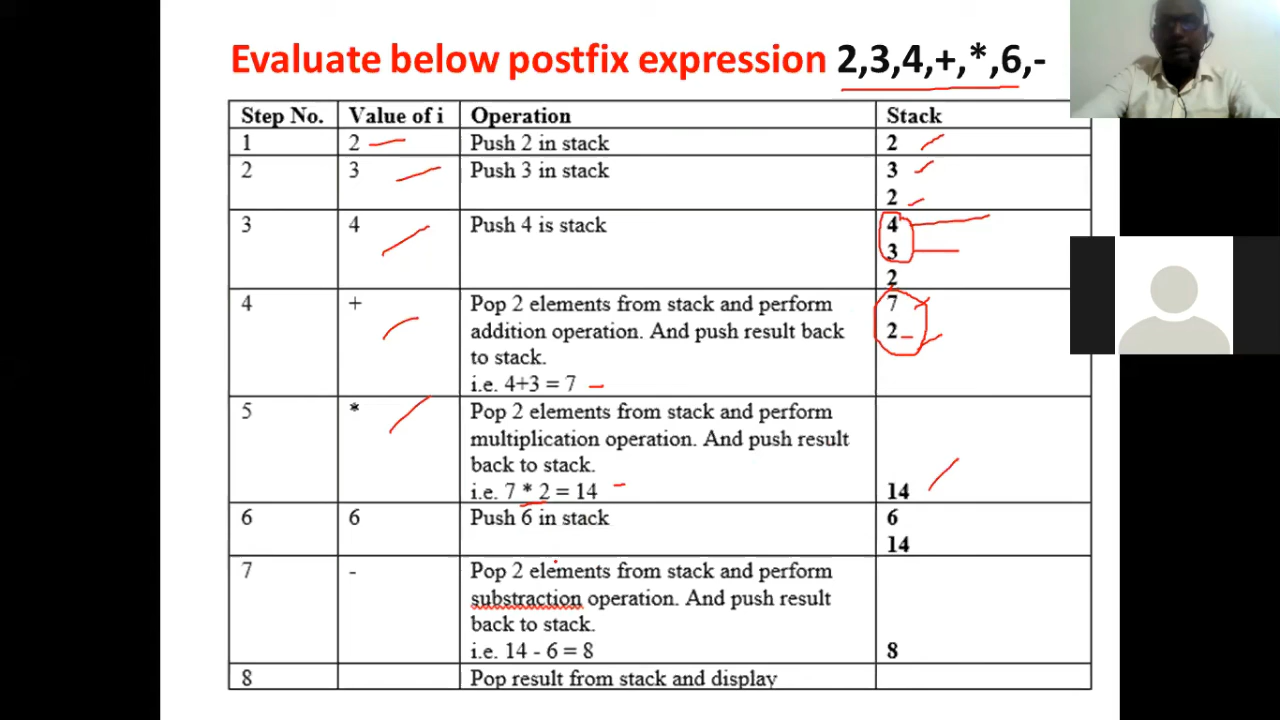 Evaluate below postfix expression 2,3,4,+,*,6,-
Step No. Value of i Operation Stack
1 2 Push 2 in stack 2
2 3 Push 3 in stack 3
2
3 4 Push 4 is stack 4
3
2
4 + Pop 2 elements from stack and perform 7
addition operation. And push result back 2
to stack.
i.e. 4+3 = 7
5 * Pop 2 elements from stack and perform
multiplication operation. And push result
back to stack.
i.e. 7 * 2 = 14 14
6 6 Push 6 in stack 6
14
7 - Pop 2 elements from stack and perform
substraction operation. And push result
back to stack.
i.e. 14 - 6 = 8 8
8 Pop result from stack and display